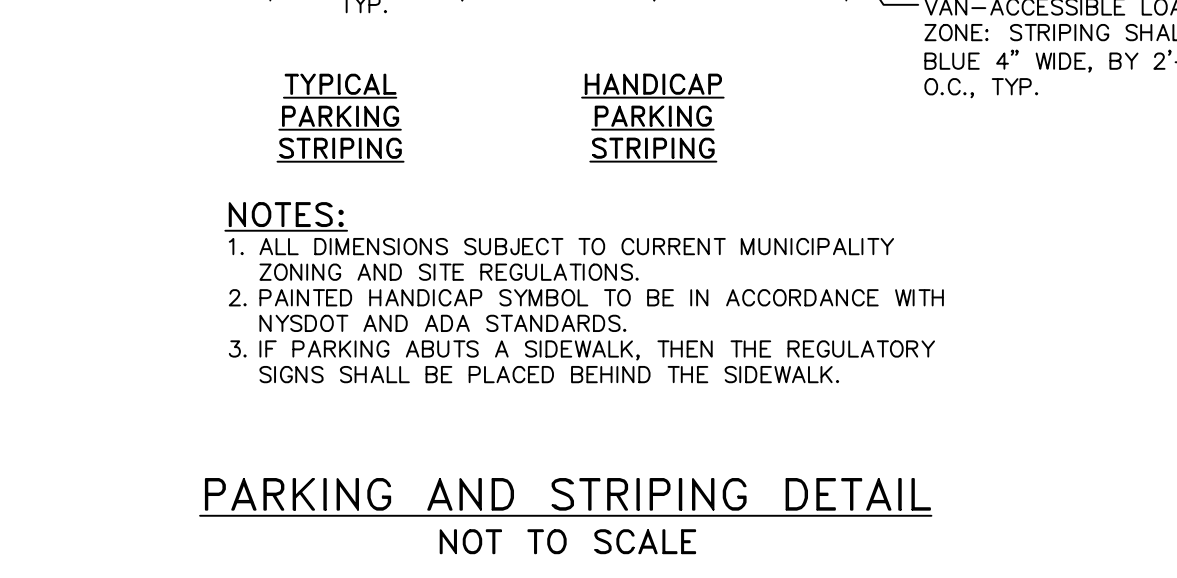 TYP.
VAN-ACCESSIBLE
ZONE: STRIPING
BLUE 4" WIDE, BY
O.C., TYP.
TYPICAL
PARKING
STRIPING
HANDICAP
PARKING
STRIPING
NOTES:
1. ALL DIMENSIONS SUBJECT TO CURRENT MUNICIPALITY
ZONING AND SITE REGULATIONS.
2. PAINTED HANDICAP SYMBOL TO BE IN ACCORDANCE WITH
NYSDOT AND ADA STANDARDS.
3. IF PARKING ABUTS A SIDEWALK, THEN THE REGULATORY
SIGNS SHALL BE PLACED BEHIND THE SIDEWALK.
PARKING AND STRIPING DETAIL
NOT TO SCALE